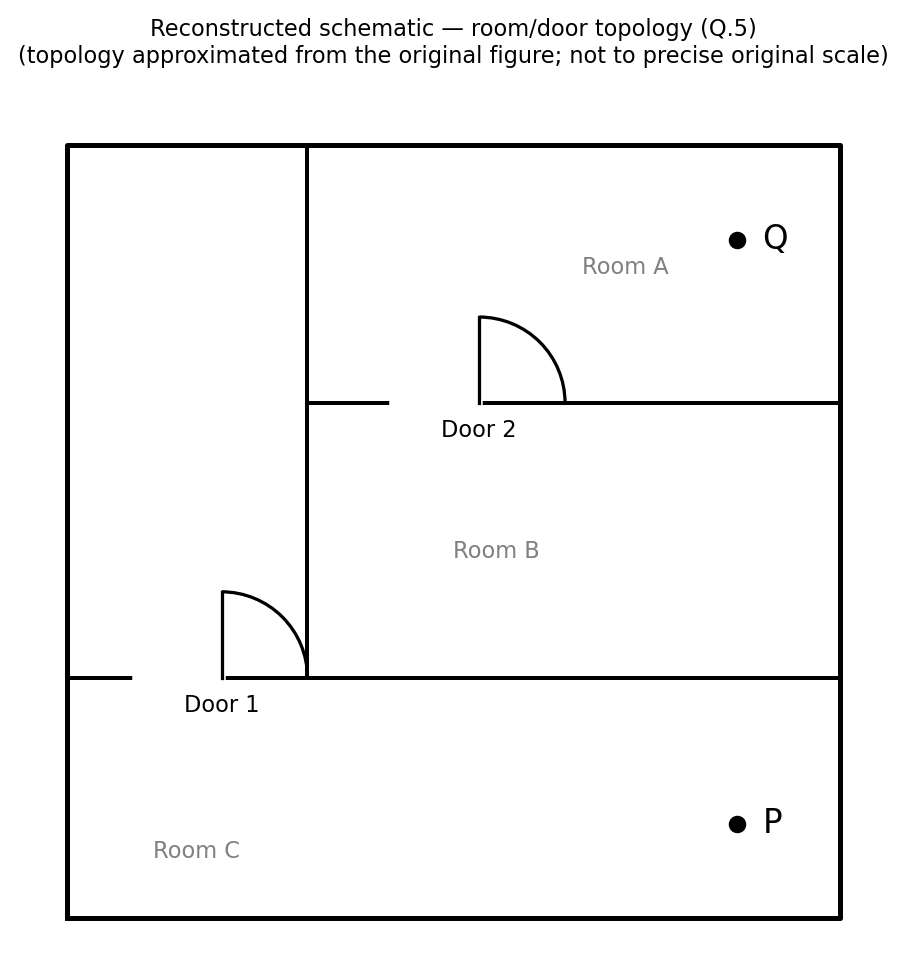 Reconstructed schematic — room/door topology (Q.5)
(topology approximated from the original figure; not to precise original scale)
Q
Room A
Door 2
Room B
Door 1
P
Room C